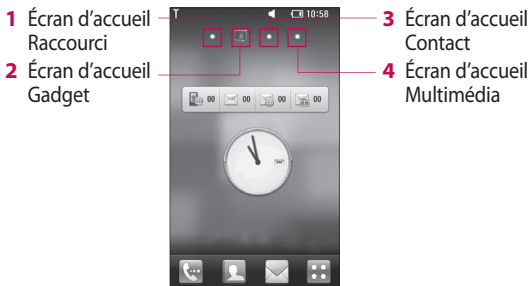 1 Écran d’accueil
Raccourci
2 Écran d’accueil
Gadget
10:58
00 00 00 00
3 Écran d’accueil
Contact
4 Écran d’accueil
Multimédia